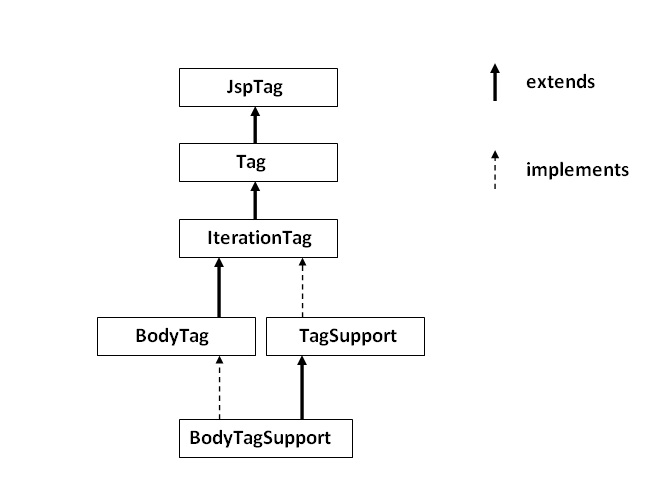 JspTag
extends
Tag
implements
IterationTag
BodyTag
TagSupport
BodyTagSupport